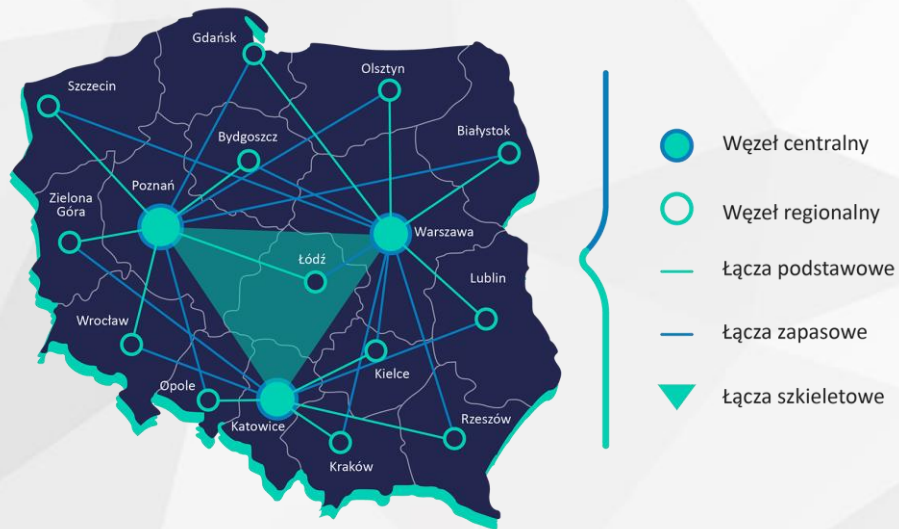 Gdańsk
Olsztyn
Szczecin
Bydgoszcz
Białystok
Poznań
Zielona
Góra
Warszawa
Łódź
Lublin
Wrocław
Kielce
Opole
Katowice
Rzeszów
Kraków
Węzeł centralny
Węzeł regionalny
Łącza podstawowe
Łącza zapasowe
Łącza szkieletowe